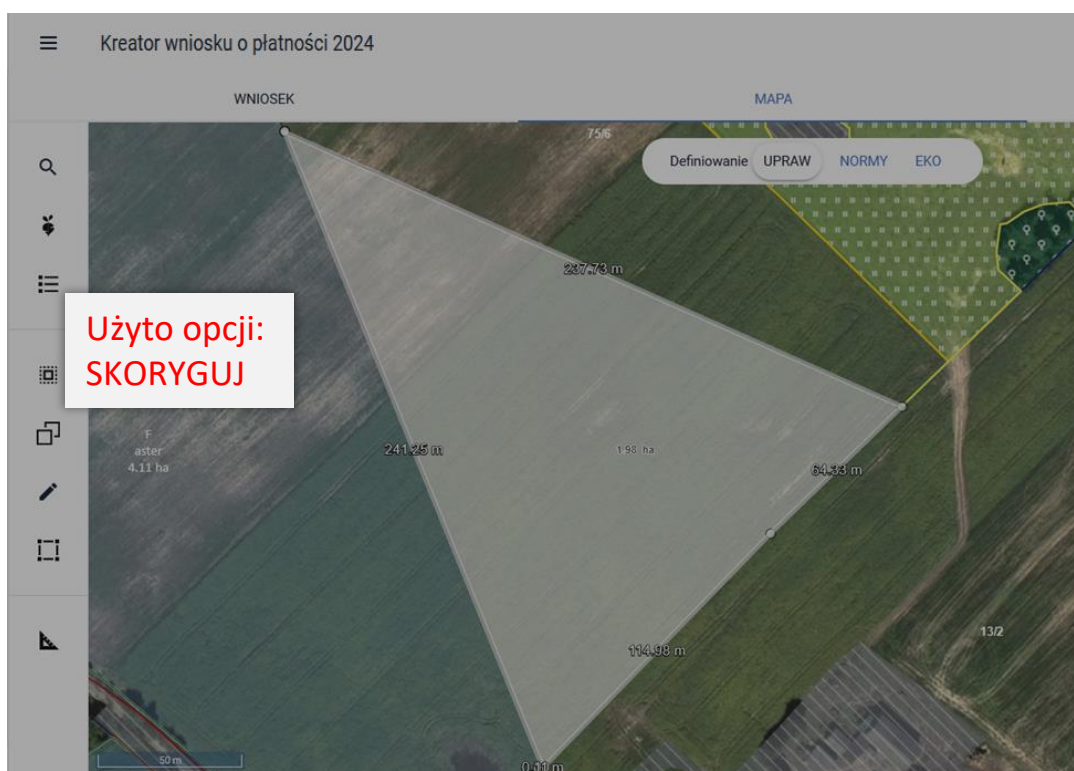 Kreator wniosku o płatności 2024
WNIOSEK
MAPA
75/6
Definiowanie UPRAW NORMY EKO
237.73 m
Użyto opcji:
SKORYGUJ
F
aster
4.11 ha
241.25 m
1.98 ha
64.33 m
114.98 m
13/2
50 m
0.11 m